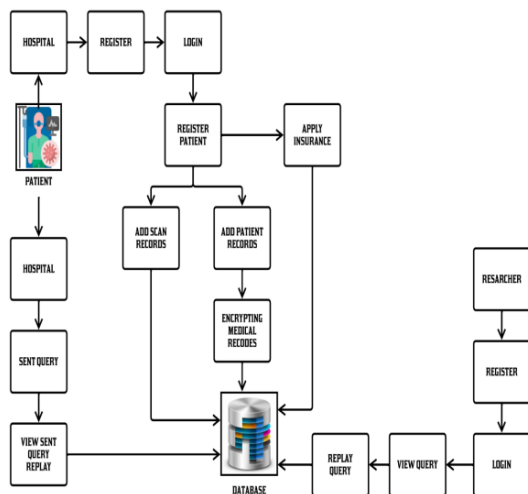 HOSPITAL
REGISTER
LOGIN
REGISTER
PATIENT
APPLY
INSURANCE
PATIENT
ADD SCAN
RECORDS
ADD PATIENT
RECORDS
HOSPITAL
RESARCHER
ENCRYPTING
MEDICAL
RECODES
SENT QUERY
REGISTER
VIEW SENT
QUERY
REPLAY
REPLAY
QUERY
VIEW QUERY
LOGIN
DATABASE